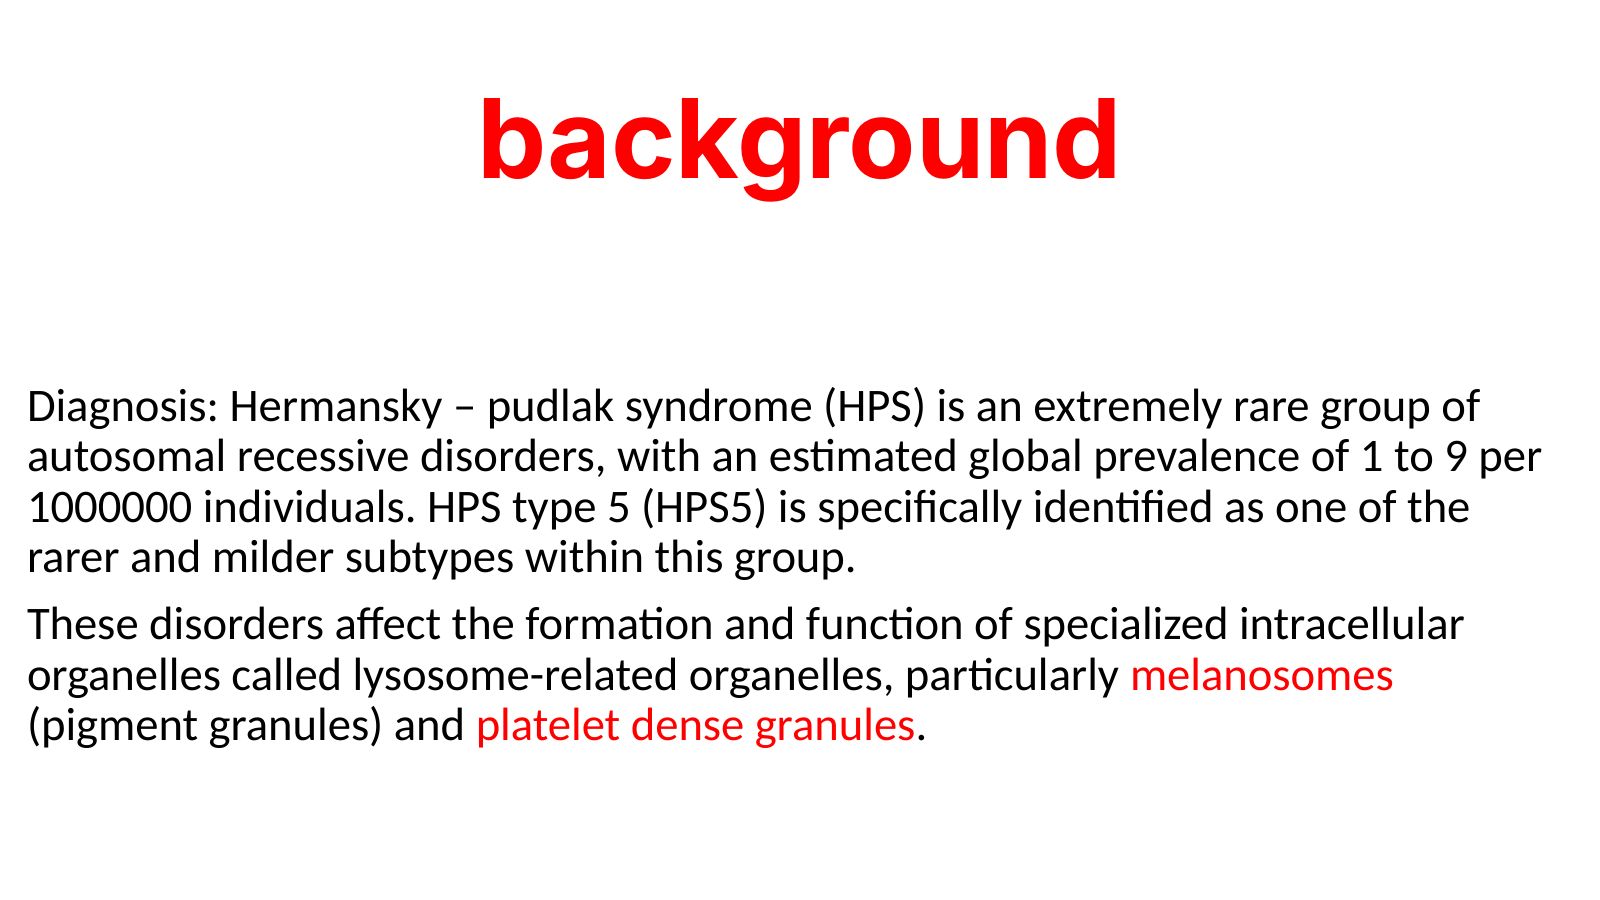 background
Diagnosis: Hermansky – pudlak syndrome (HPS) is an extremely rare group of
autosomal recessive disorders, with an estimated global prevalence of 1 to 9 per
1000000 individuals. HPS type 5 (HPS5) is specifically identified as one of the
rarer and milder subtypes within this group.
These disorders affect the formation and function of specialized intracellular
organelles called lysosome-related organelles, particularly melanosomes
(pigment granules) and platelet dense granules.